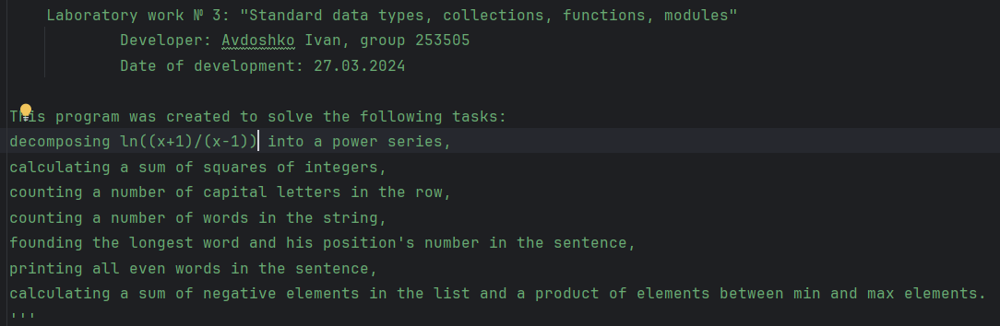 Laboratory work № 3: "Standard data types, collections, functions, modules"
Developer: Avdoshko Ivan, group 253505
Date of development: 27.03.2024
This program was created to solve the following tasks:
decomposing ln((x+1)/(x-1)) into a power series,
calculating a sum of squares of integers,
counting a number of capital letters in the row,
counting a number of words in the string,
founding the longest word and his position's number in the sentence,
printing all even words in the sentence,
calculating a sum of negative elements in the list and a product of elements between min and max elements.
'''